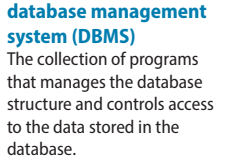 database management
system (DBMS)
The collection of programs
that manages the database
structure and controls access
to the data stored in the
database.